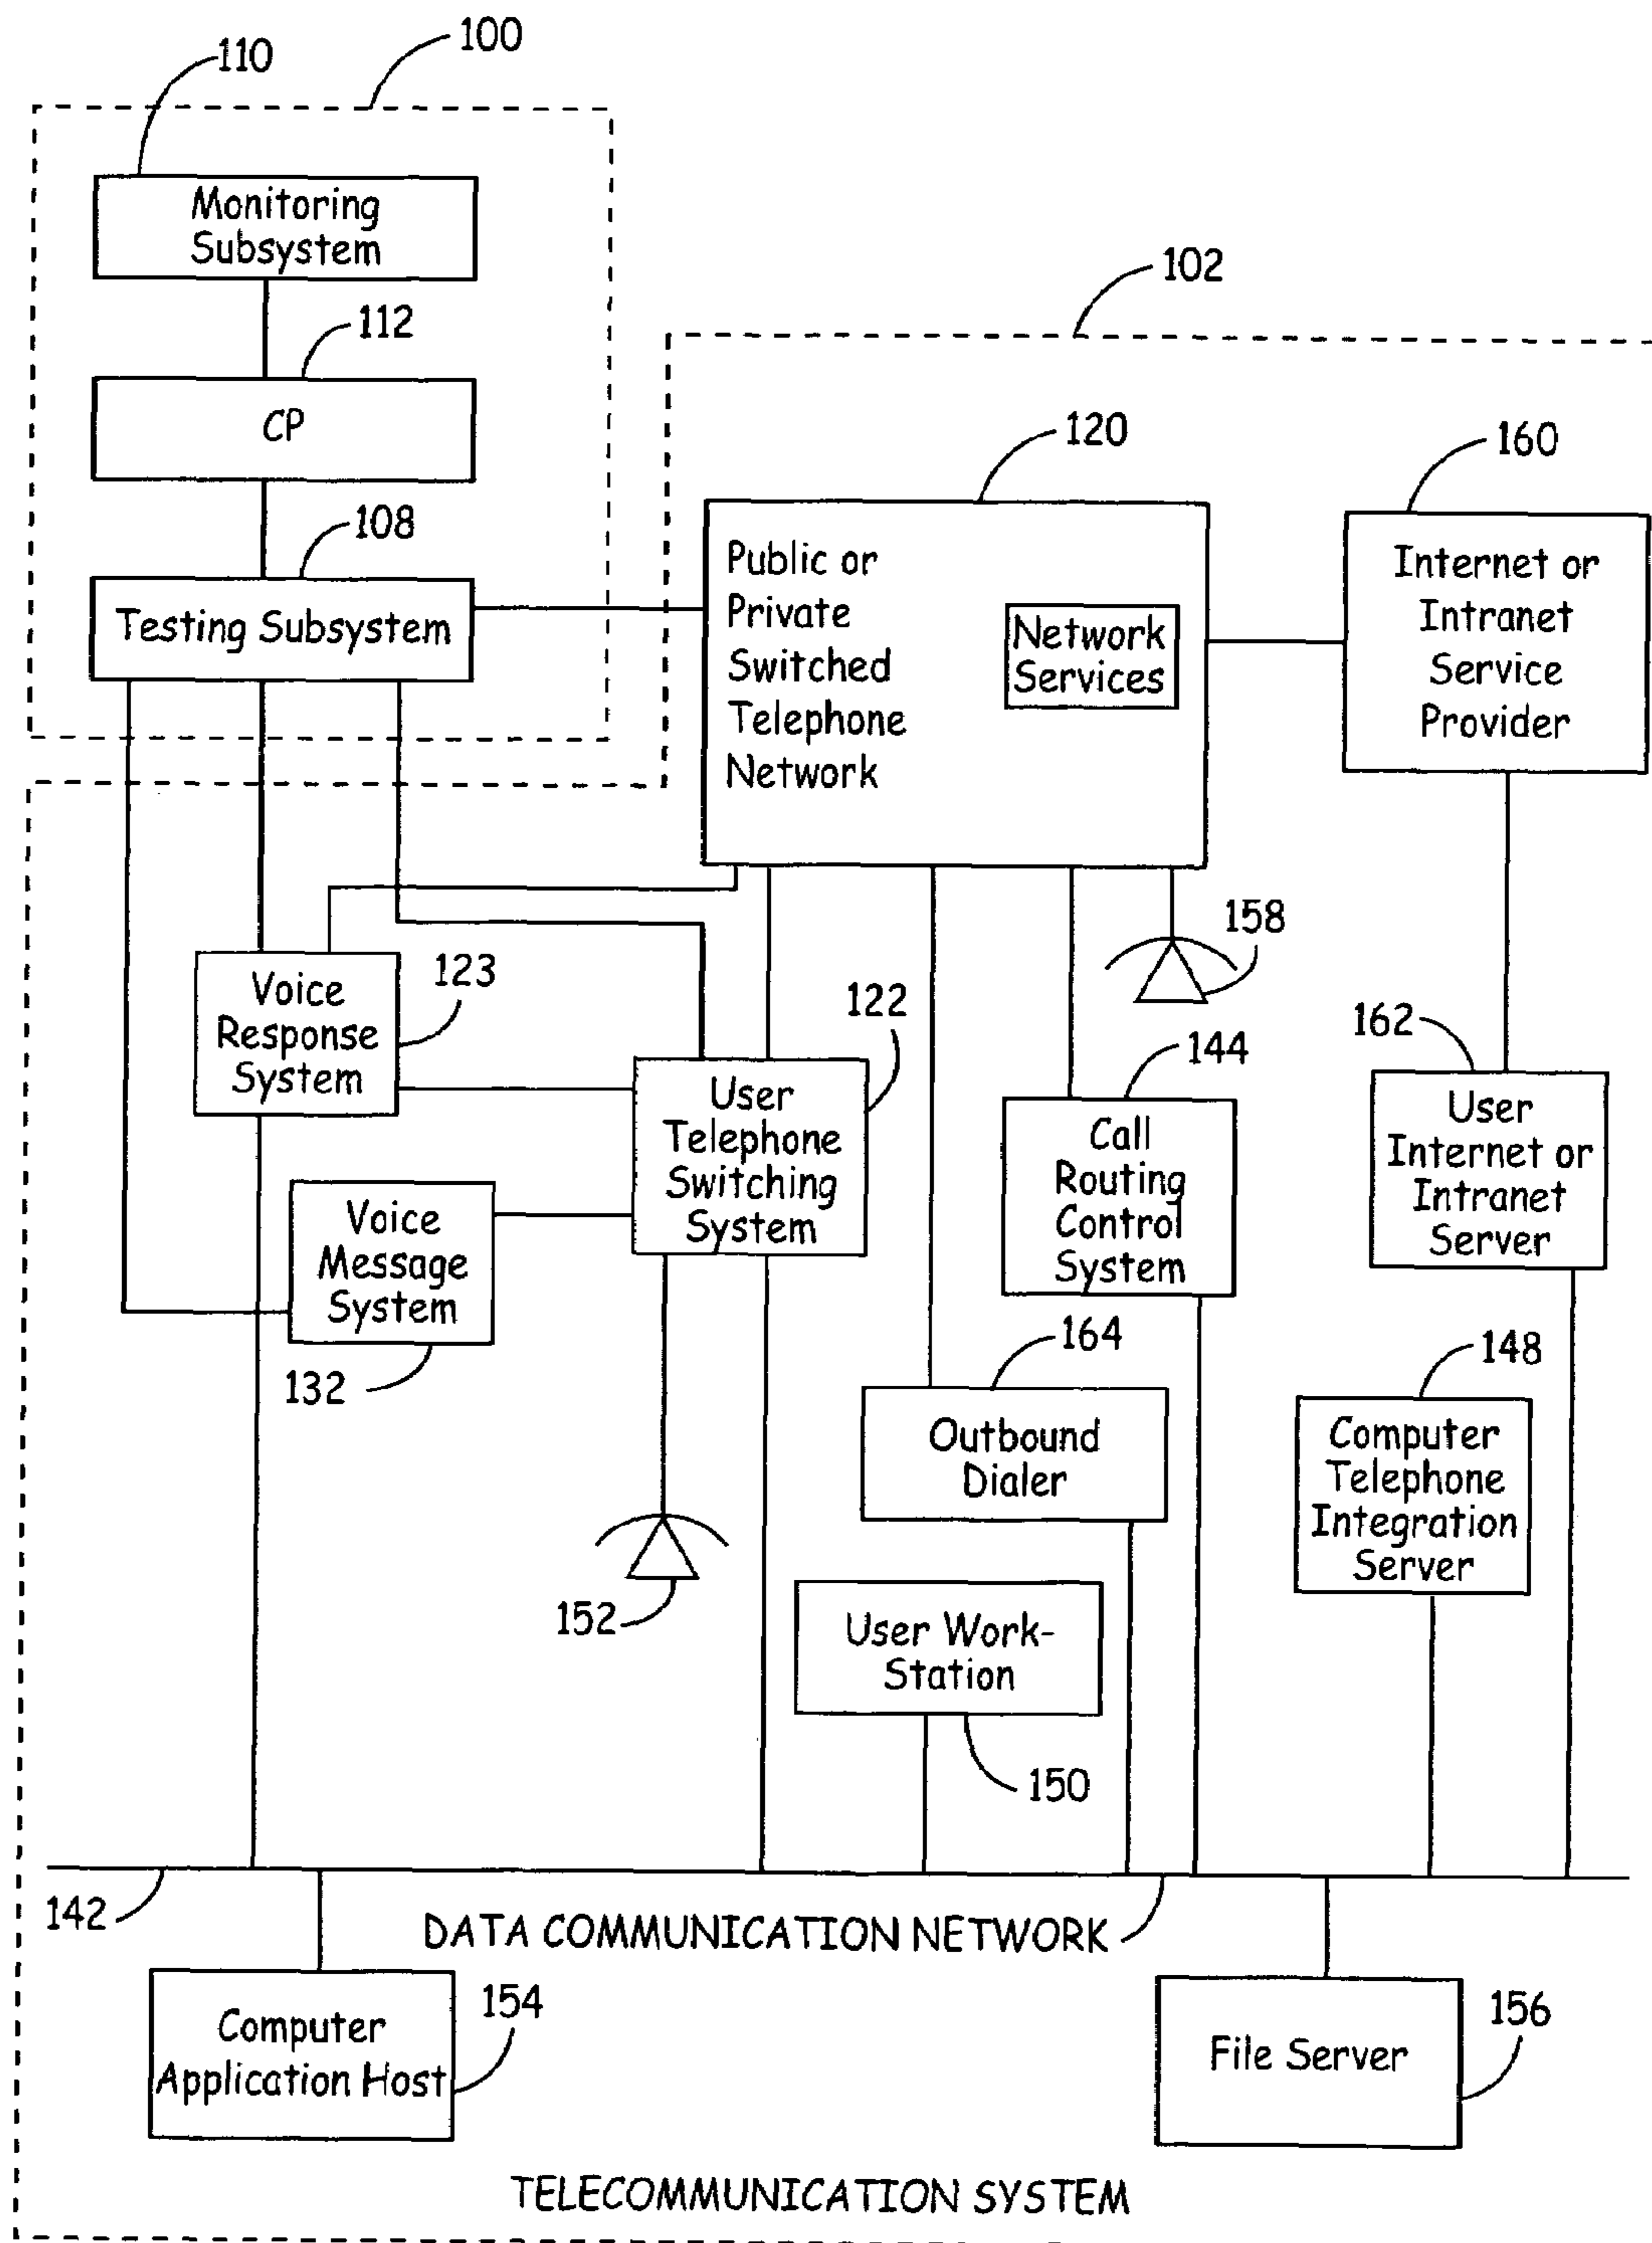 100
110
Monitoring
Subsystem
102
112
CP
120
160
108
Testing Subsystem
Public or
Private
Switched
Telephone
Network
Network
Services
Internet or
Intranet
Service
Provider
158
123
Voice
Response
System
122
162
144
User
Telephone
Switching
System
Call
Routing
Control
System
User
Internet or
Intranet
Server
Voice
Message
System
132
164
148
Outbound
Dialer
Computer
Telephone
Integration
Server
152
User Work-
Station
150
142
DATA COMMUNICATION NETWORK
154
Computer
Application Host
156
File Server
TELECOMMUNICATION SYSTEM